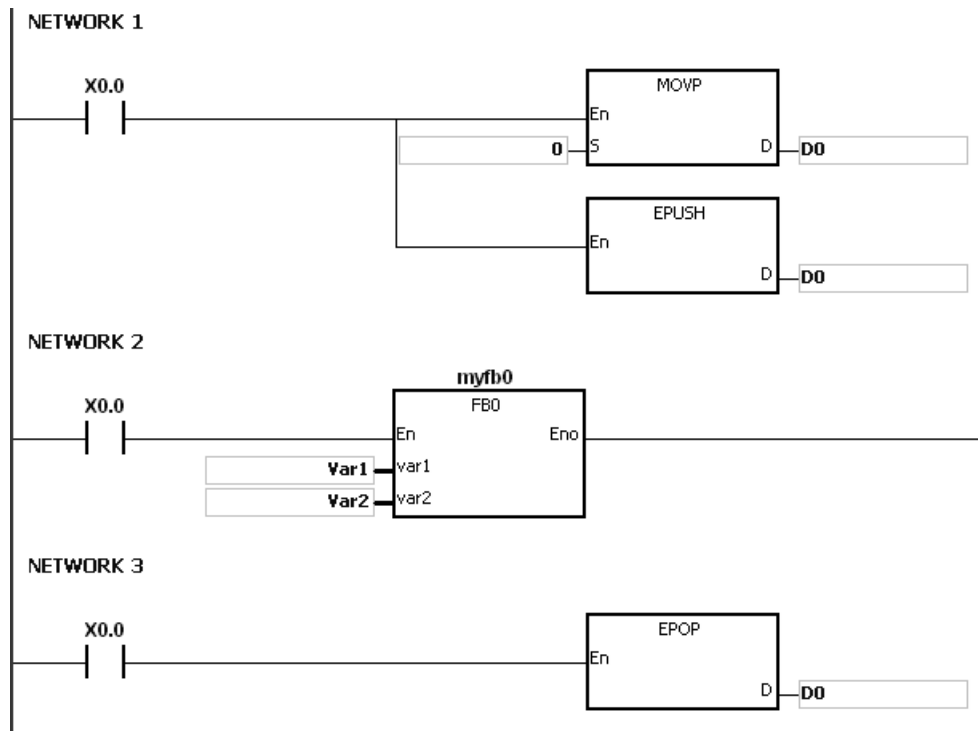 NETWORK 1
X0.0
MOVP
En
0 S D D0
EPUSH
En
D D0
NETWORK 2
myfb0
X0.0 FB0
En Eno
Var1 var1
Var2 var2
NETWORK 3
X0.0 EPOP
En
D D0